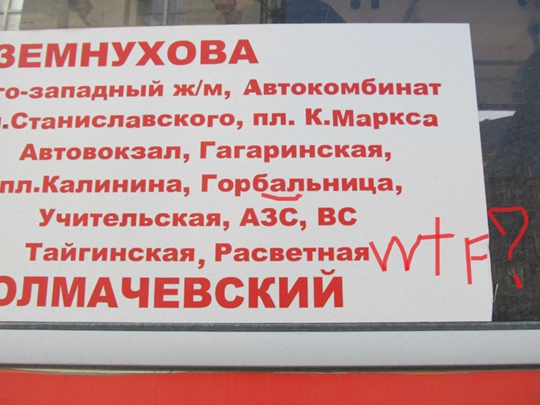 ЗЕМНУХОВА
го-западный ж/м, Автокомбинат
л.Станиславского, пл. К.Маркса
Автовокзал, Гагаринская,
пл.Калинина, Горбальница,
Учительская, АЗС, ВС
Тайгинская, Расветная wtf?
ОЛМАЧЕВСКИЙ